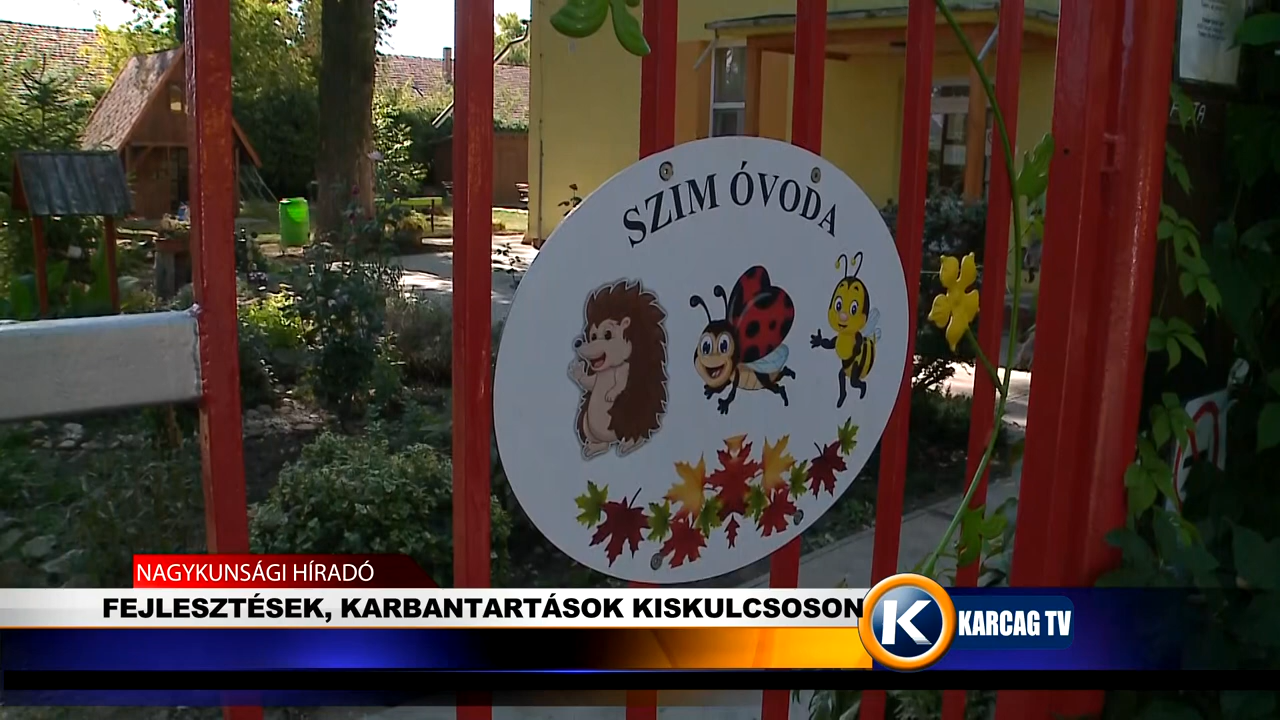 SZIM ÓVODA
NAGYKUNSÁGI HÍRADÓ
FEJLESZTÉSEK, KARBANTARTÁSOK KISKULCSOSON
K KARCAG TV